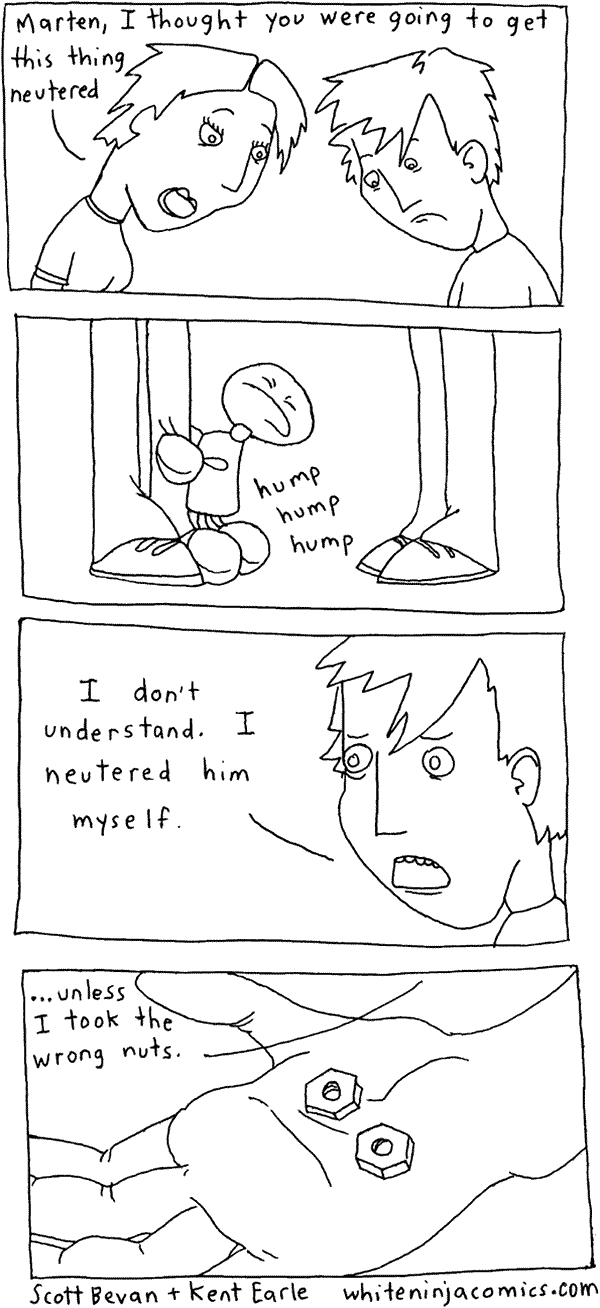 Marten, I thought you were going to get
this thing
neutered
hump
hump
hump
I don't
understand. I
neutered him
myself.
...unless
I took the
wrong nuts.
Scott Bevan + Kent Earle whiteninjacomics.com